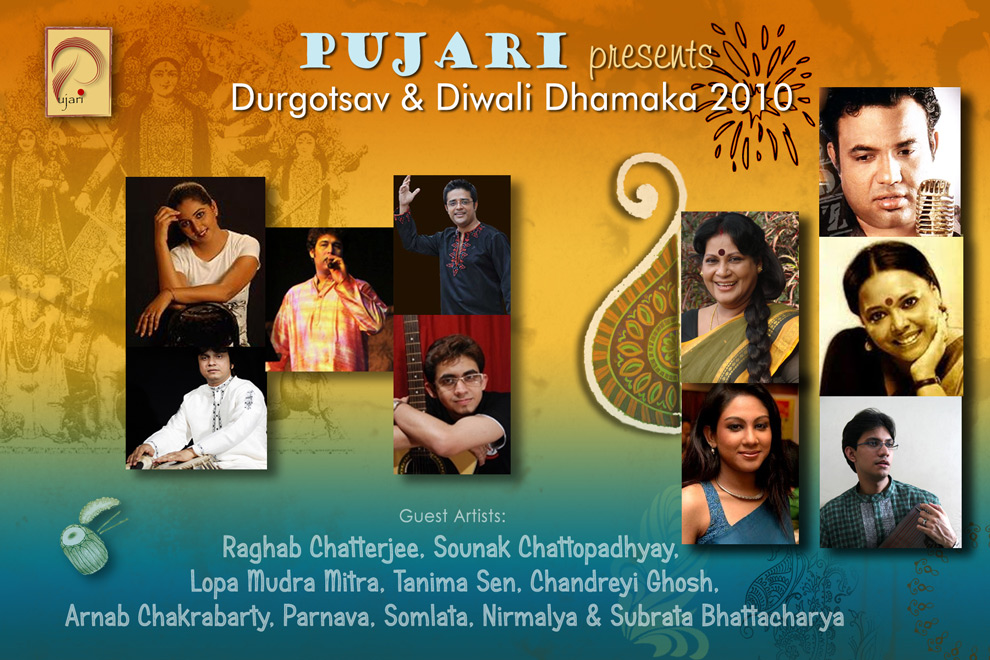 Pujari
PUJARI presents
Durgotsav & Diwali Dhamaka 2010
Guest Artists:
Raghab Chatterjee, Sounak Chattopadhyay,
Lopa Mudra Mitra, Tanima Sen, Chandreyi Ghosh,
Arnab Chakrabarty, Parnava, Somlata, Nirmalya & Subrata Bhattacharya